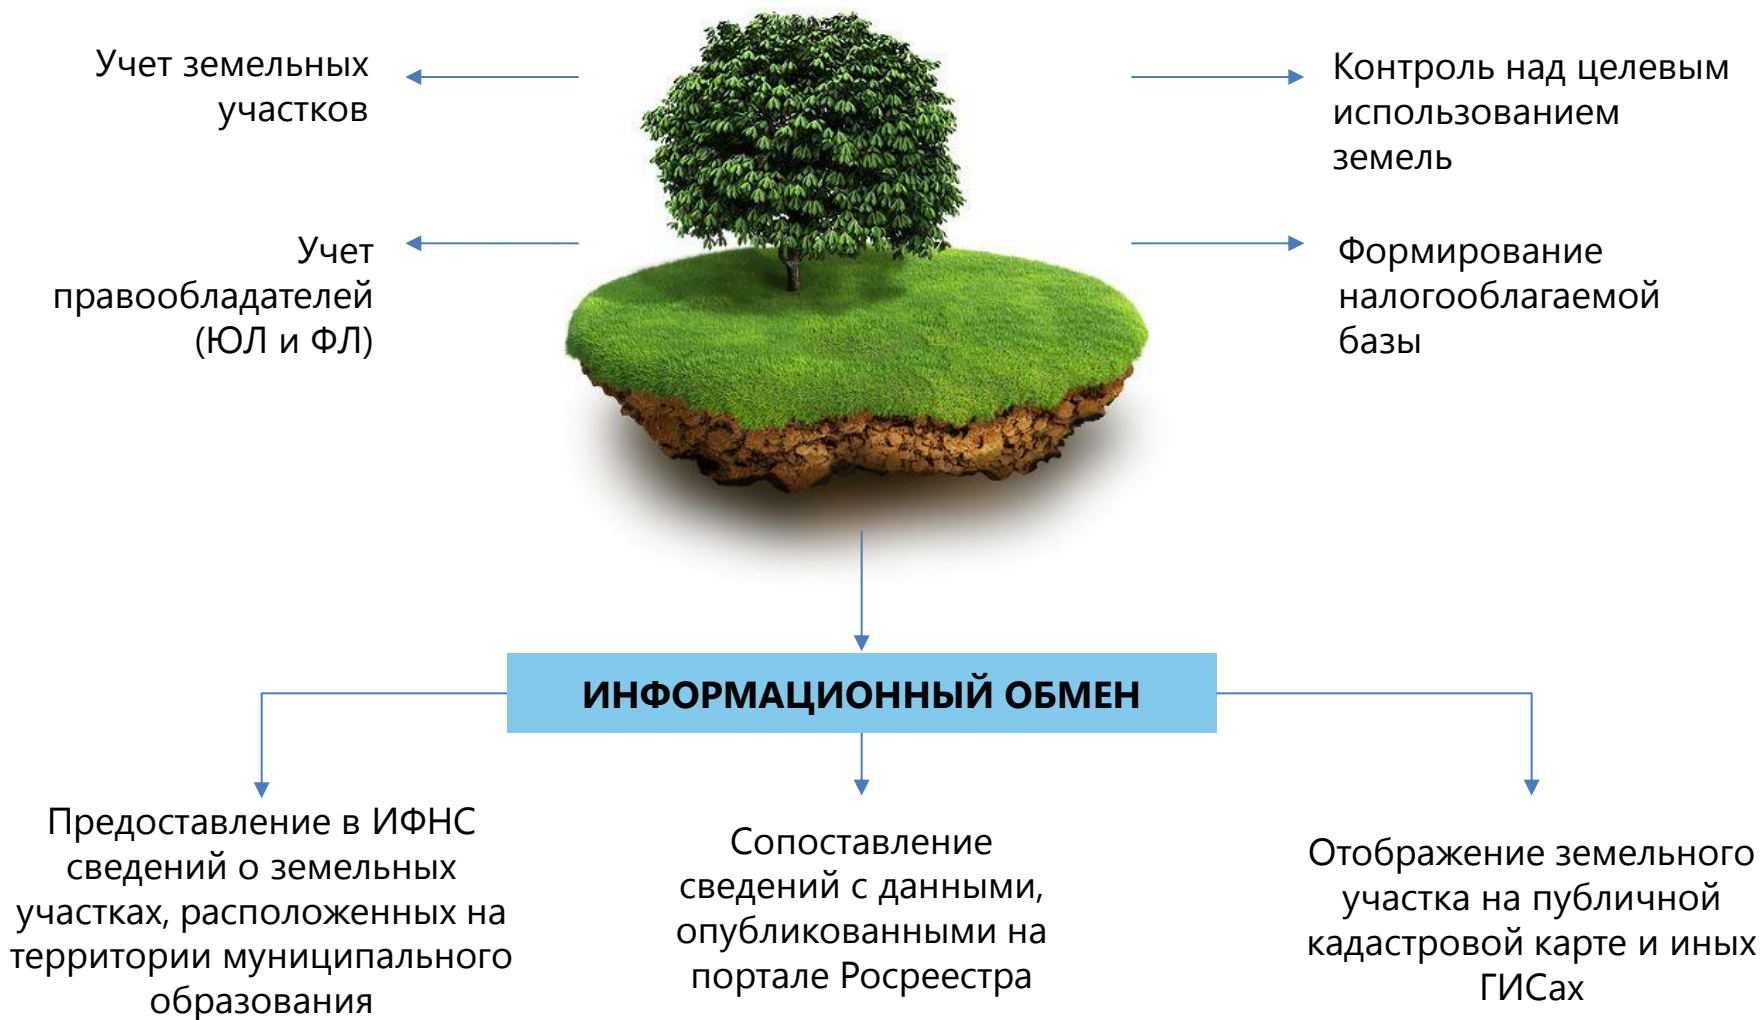 Учет земельных
участков
Контроль над целевым
использованием
земель
Учет
правообладателей
(ЮЛ и ФЛ)
Формирование
налогооблагаемой
базы
ИНФОРМАЦИОННЫЙ ОБМЕН
Предоставление в ИФНС
сведений о земельных
участках, расположенных на
территории муниципального
образования
Сопоставление
сведений с данными,
опубликованными на
портале Росреестра
Отображение земельного
участка на публичной
кадастровой карте и иных
ГИСах